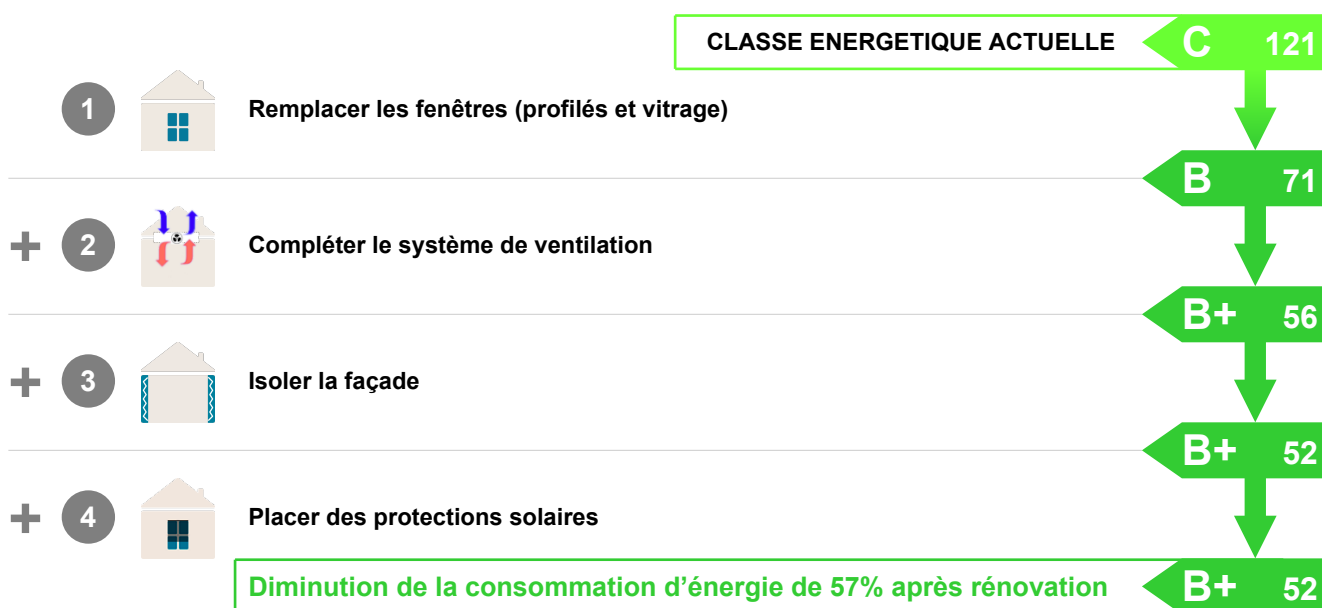 CLASSE ENERGETIQUE ACTUELLE C 121
1 Remplacer les fenêtres (profilés et vitrage)
B 71
+ 2 Compléter le système de ventilation
B+ 56
+ 3 Isoler la façade
B+ 52
+ 4 Placer des protections solaires
Diminution de la consommation d’énergie de 57% après rénovation B+ 52